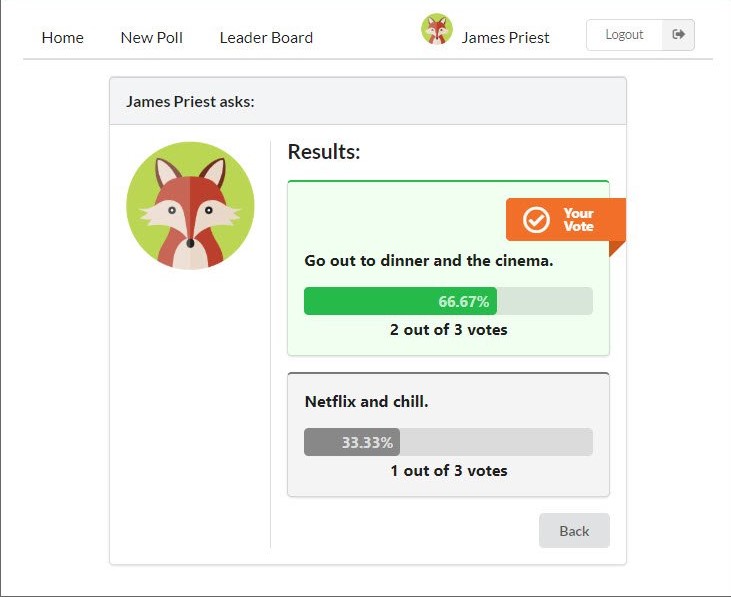 Home New Poll Leader Board James Priest Logout
James Priest asks:
Results:
Your
Vote
Go out to dinner and the cinema.
66.67%
2 out of 3 votes
Netflix and chill.
33.33%
1 out of 3 votes
Back